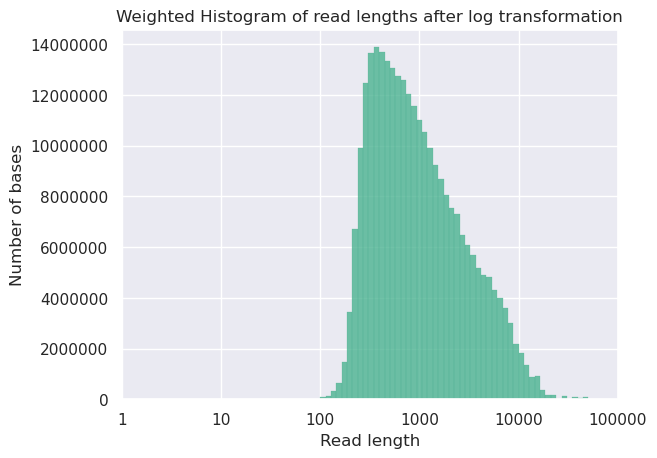 Weighted Histogram of read lengths after log transformation
14000000
12000000
10000000
8000000
6000000
4000000
2000000
0
Number of bases
1 10 100 1000 10000 100000
Read length